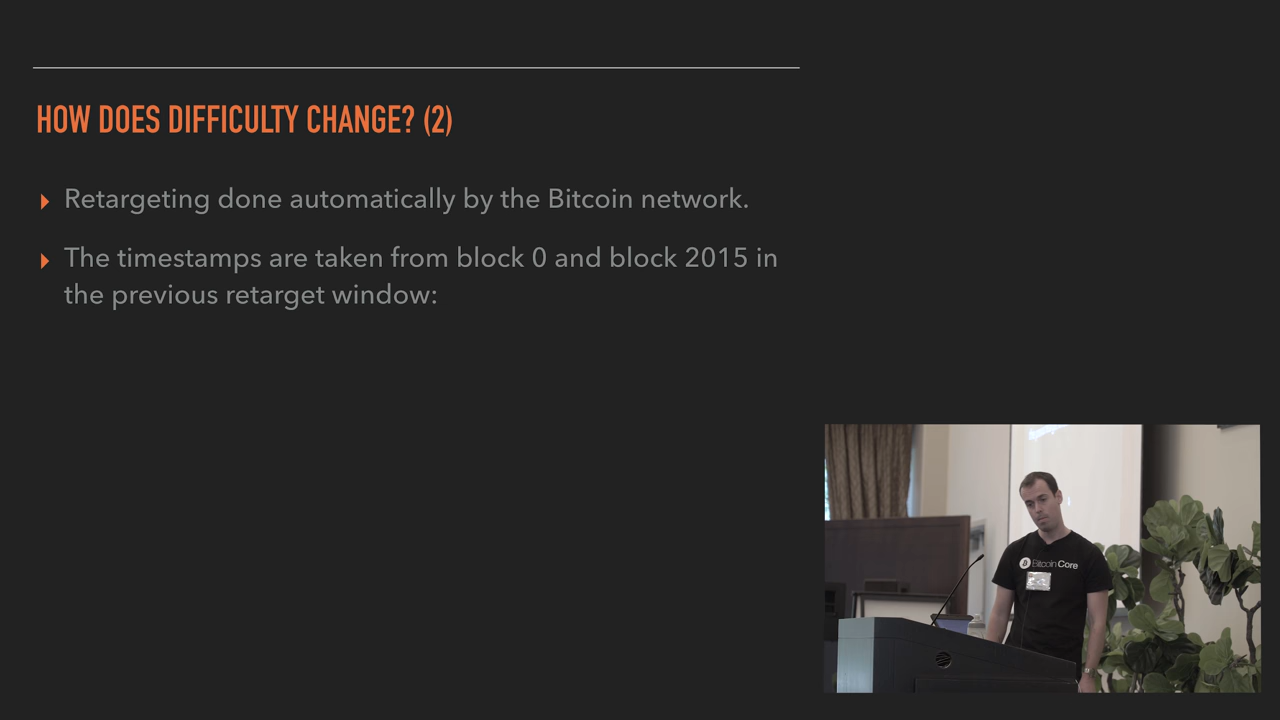 HOW DOES DIFFICULTY CHANGE? (2)
Retargeting done automatically by the Bitcoin network.
The timestamps are taken from block 0 and block 2015 in
the previous retarget window:
Bitcoin Core